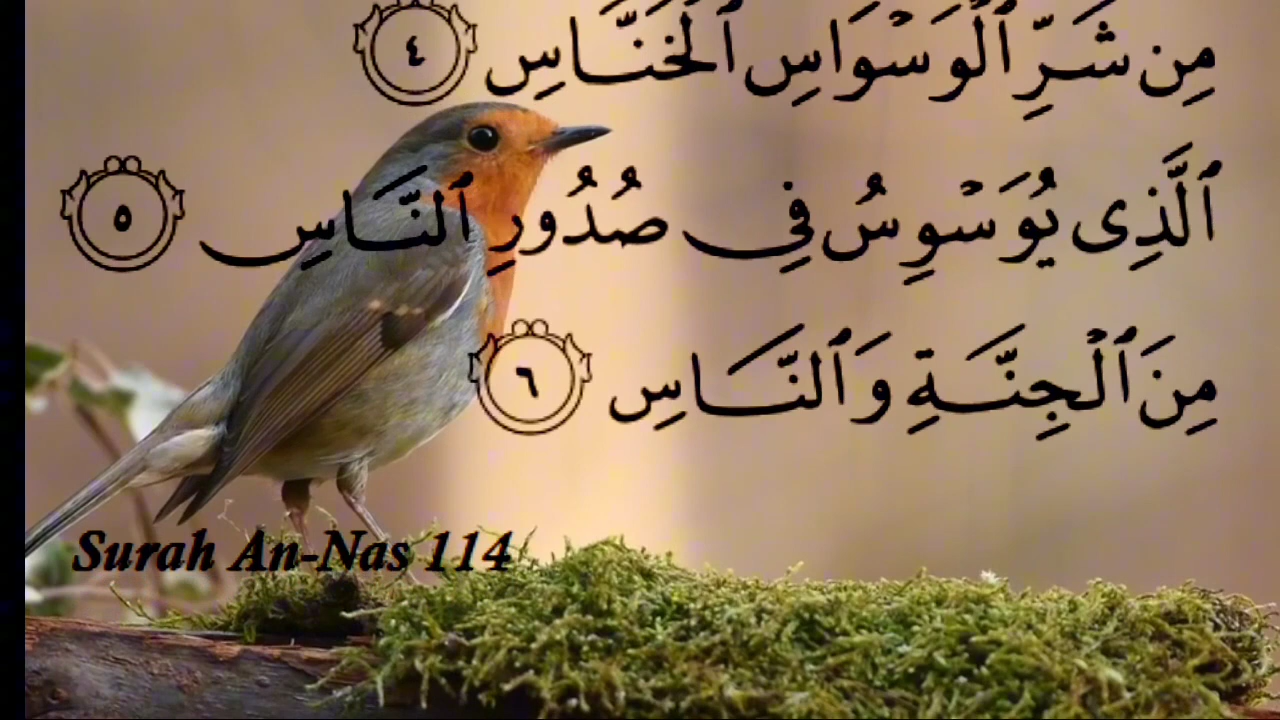 مِن شَرِّ ٱلْوَسْوَاسِ ٱلْخَنَّاسِ ٤
ٱلَّذِى يُوَسْوِسُ فِى صُدُورِ ٱلنَّاسِ ٥
مِنَ ٱلْجِنَّةِ وَٱلنَّاسِ ٦
Surah An-Nas 114